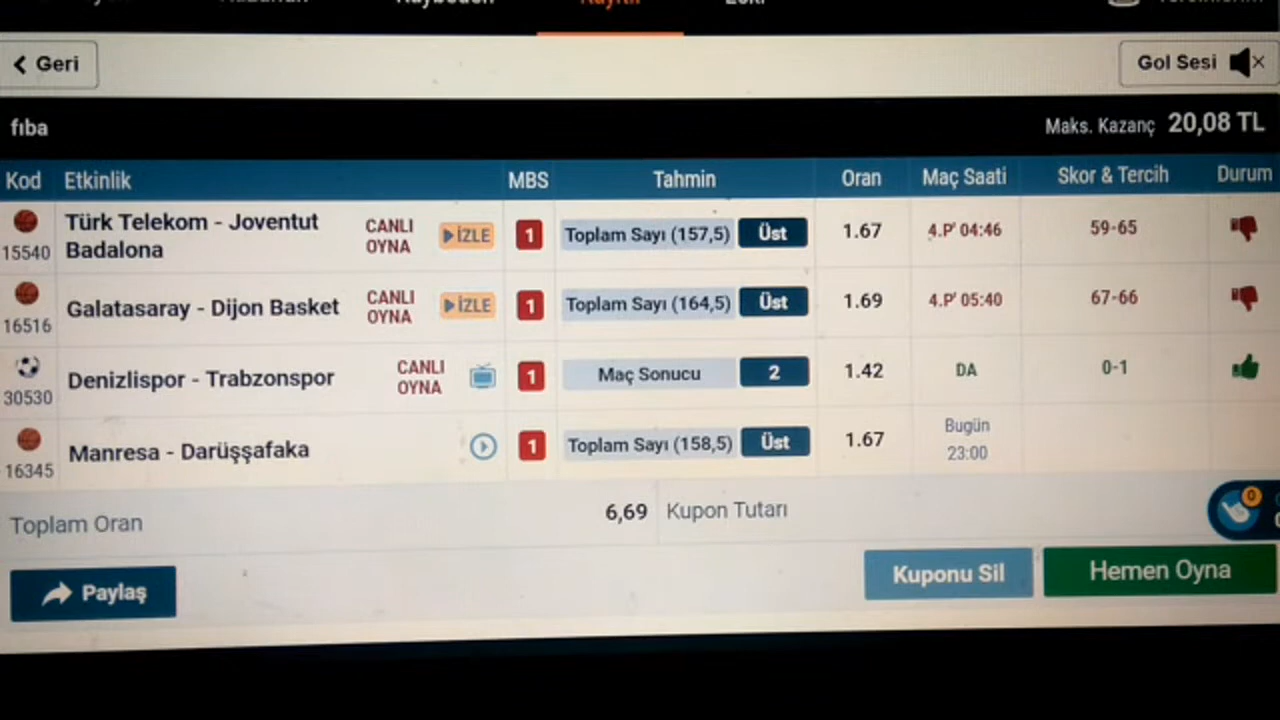 Geri
Gol Sesi
fıba
Maks. Kazanç 20,08 TL
Kod Etkinlik MBS Tahmin Oran Maç Saati Skor & Tercih Durum
15540 Türk Telekom - Joventut Badalona CANLI OYNA İZLE 1 Toplam Sayı (157,5) Üst 1.67 4.P' 04:46 59-65
16516 Galatasaray - Dijon Basket CANLI OYNA İZLE 1 Toplam Sayı (164,5) Üst 1.69 4.P' 05:40 67-66
30530 Denizlispor - Trabzonspor CANLI OYNA 1 Maç Sonucu 2 1.42 DA 0-1
16345 Manresa - Darüşşafaka 1 Toplam Sayı (158,5) Üst 1.67 Bugün 23:00
Toplam Oran 6,69 Kupon Tutarı
0
Paylaş Kuponu Sil Hemen Oyna